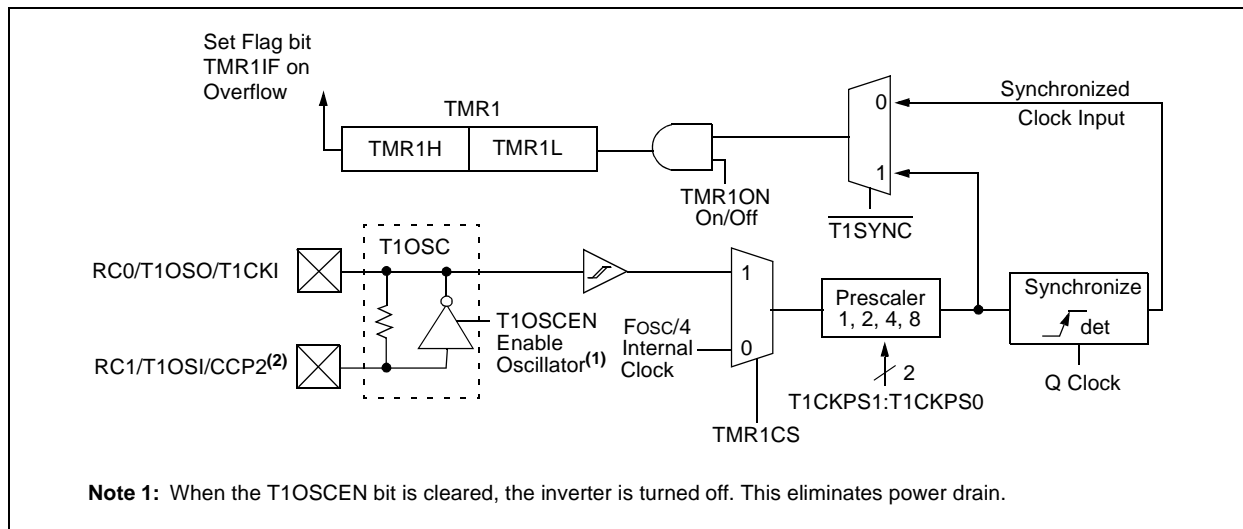 Set Flag bit
TMR1IF on
Overflow
TMR1
TMR1H
TMR1L
TMR1ON
On/Off
0
1
T1SYNC
Synchronized
Clock Input
RC0/T1OSO/T1CKI
T1OSC
T1OSCEN
Enable
Oscillator(1)
RC1/T1OSI/CCP2(2)
1
FOSC/4
Internal
Clock
0
TMR1CS
Prescaler
1, 2, 4, 8
2
T1CKPS1:T1CKPS0
Synchronize
det
Q Clock
Note 1: When the T1OSCEN bit is cleared, the inverter is turned off. This eliminates power drain.